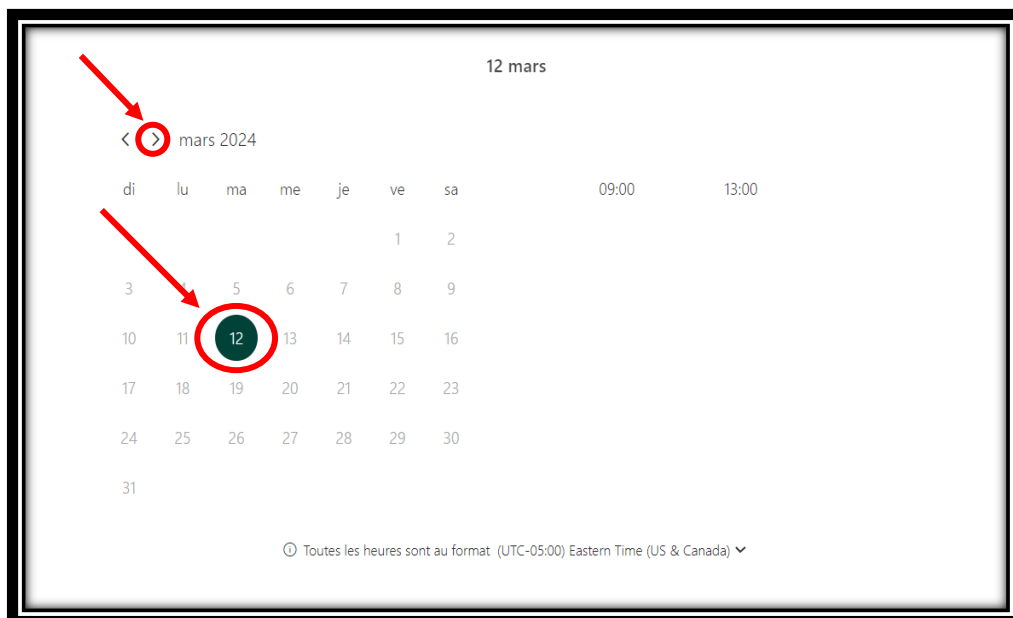 12 mars
mars 2024
di lu ma me je ve sa 09:00 13:00
1 2
3 5 6 7 8 9
10 11 12 13 14 15 16
17 18 19 20 21 22 23
24 25 26 27 28 29 30
31
Toutes les heures sont au format (UTC-05:00) Eastern Time (US & Canada)